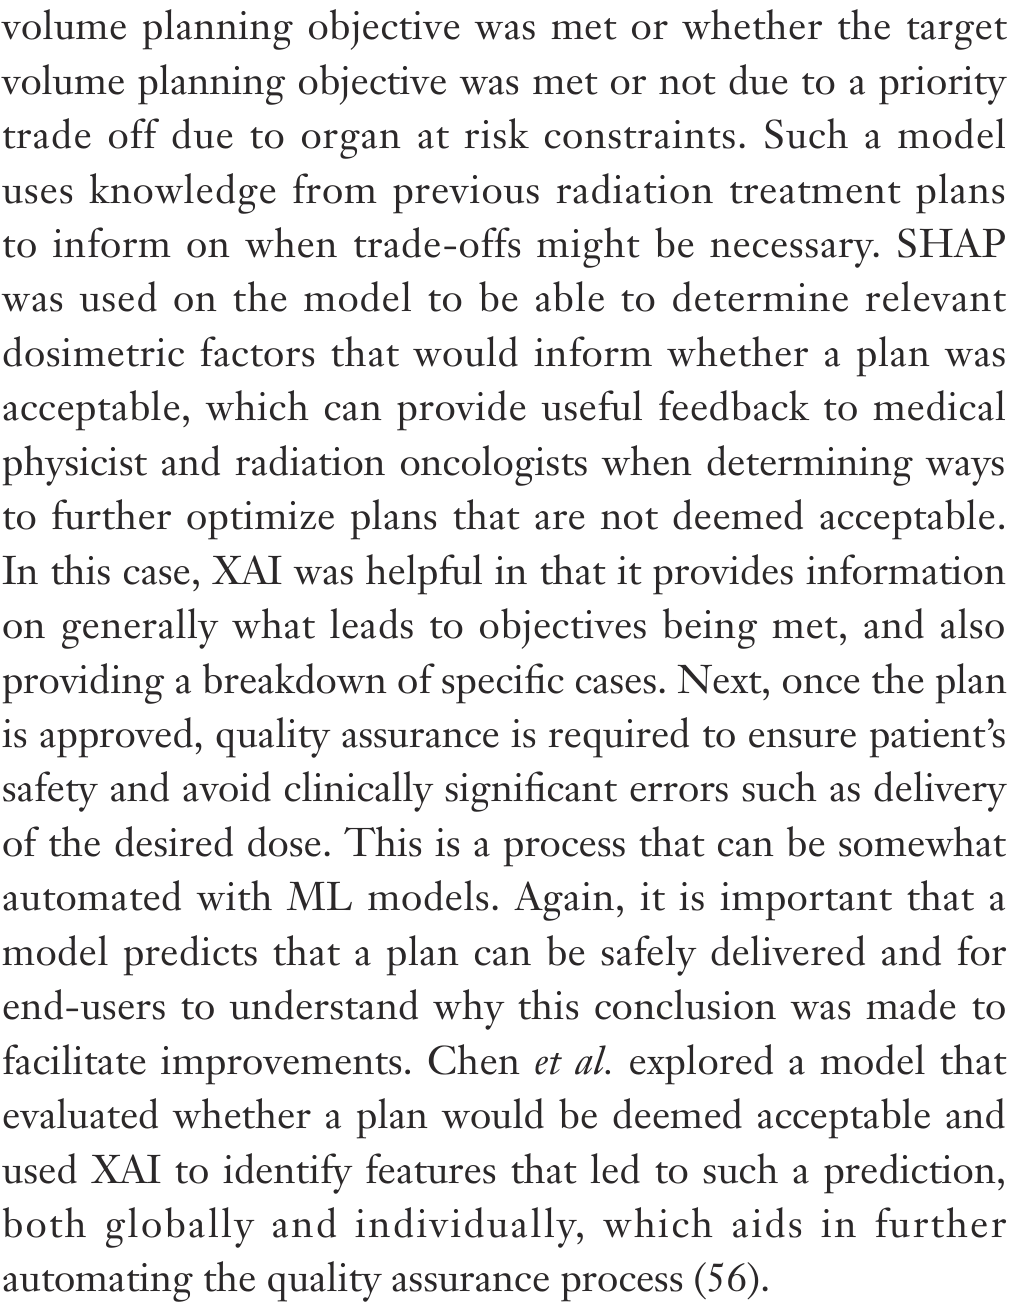 volume planning objective was met or whether the target
volume planning objective was met or not due to a priority
trade off due to organ at risk constraints. Such a model
uses knowledge from previous radiation treatment plans
to inform on when trade-offs might be necessary. SHAP
was used on the model to be able to determine relevant
dosimetric factors that would inform whether a plan was
acceptable, which can provide useful feedback to medical
physicist and radiation oncologists when determining ways
to further optimize plans that are not deemed acceptable.
In this case, XAI was helpful in that it provides information
on generally what leads to objectives being met, and also
providing a breakdown of specific cases. Next, once the plan
is approved, quality assurance is required to ensure patient’s
safety and avoid clinically significant errors such as delivery
of the desired dose. This is a process that can be somewhat
automated with ML models. Again, it is important that a
model predicts that a plan can be safely delivered and for
end-users to understand why this conclusion was made to
facilitate improvements. Chen et al. explored a model that
evaluated whether a plan would be deemed acceptable and
used XAI to identify features that led to such a prediction,
both globally and individually, which aids in further
automating the quality assurance process (56).